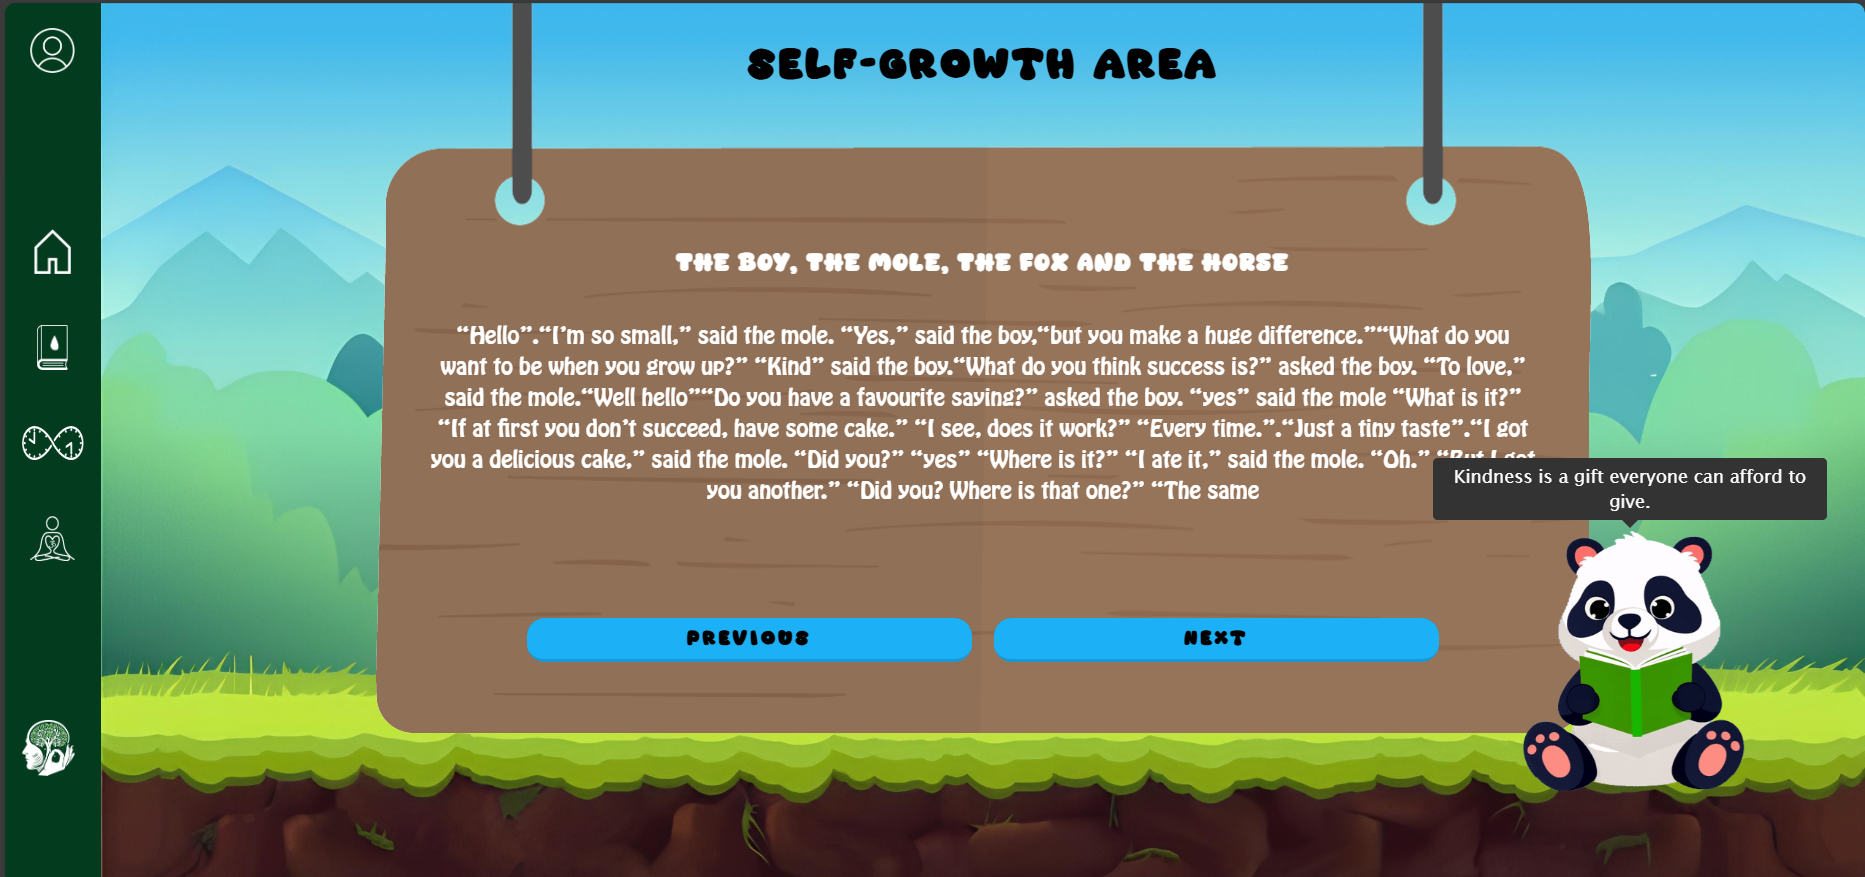 SELF-GROWTH AREA
THE BOY, THE MOLE, THE FOX AND THE HORSE
“Hello”.“I’m so small,” said the mole. “Yes,” said the boy,“but you make a huge difference.”“What do you
want to be when you grow up?” “Kind” said the boy.“What do you think success is?” asked the boy. “To love,”
said the mole.“Well hello”“Do you have a favourite saying?” asked the boy. “yes” said the mole “What is it?”
“If at first you don’t succeed, have some cake.” “I see, does it work?” “Every time.”.“Just a tiny taste”.“I got
you a delicious cake,” said the mole. “Did you?” “yes” “Where is it?” “I ate it,” said the mole. “Oh.” “But I got
you another.” “Did you? Where is that one?” “The same
Kindness is a gift everyone can afford to
give.
PREVIOUS
NEXT